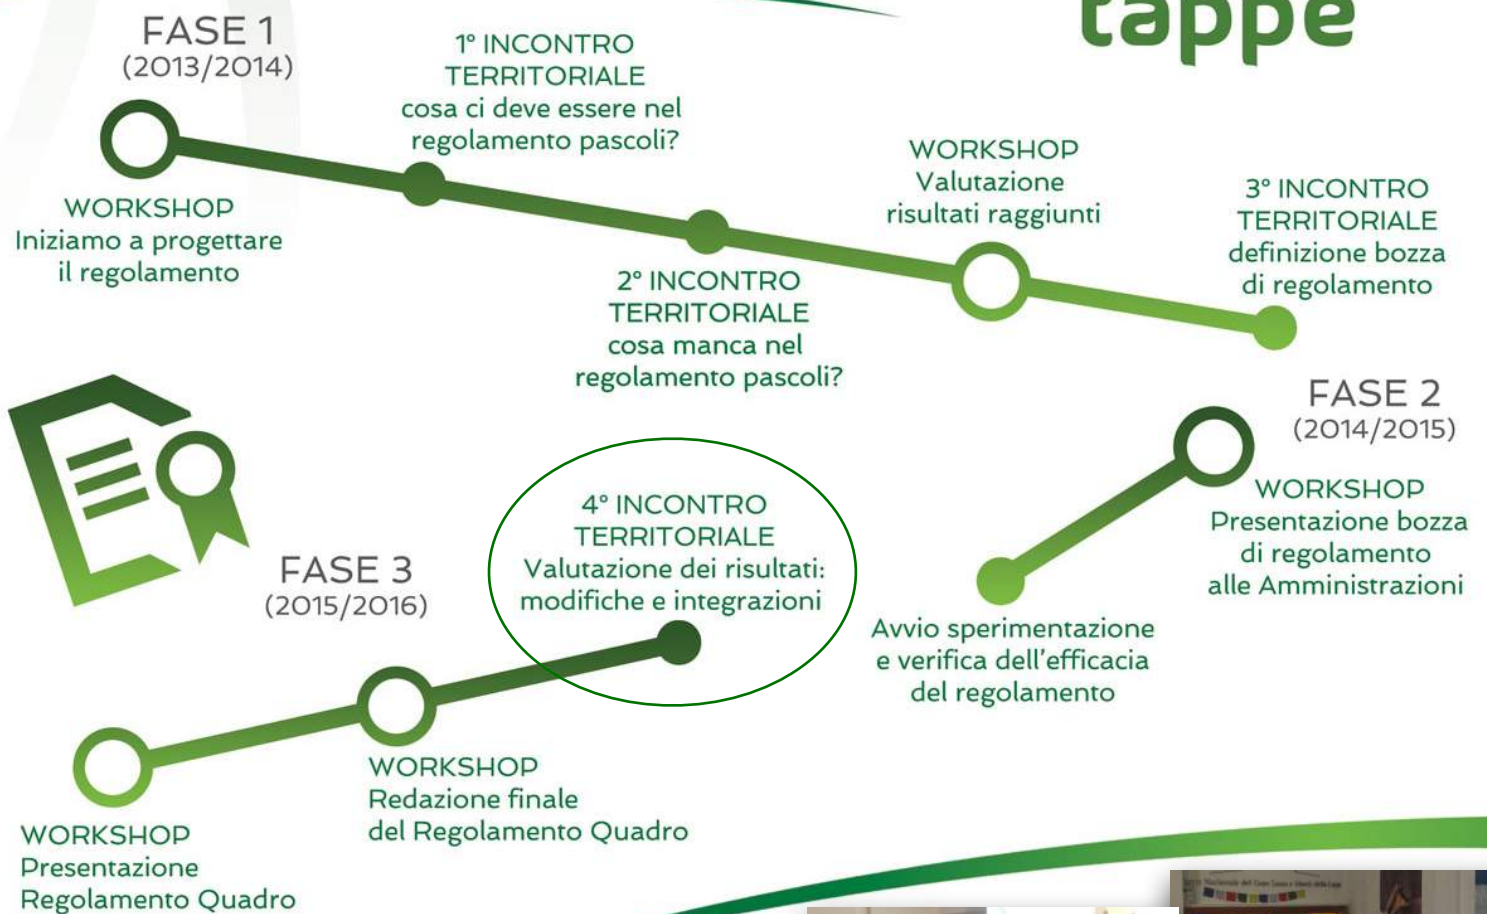 tappe
FASE 1
(2013/2014)
WORKSHOP
Iniziamo a progettare
il regolamento
1° INCONTRO
TERRITORIALE
cosa ci deve essere nel
regolamento pascoli?
2° INCONTRO
TERRITORIALE
cosa manca nel
regolamento pascoli?
WORKSHOP
Valutazione
risultati raggiunti
3° INCONTRO
TERRITORIALE
definizione bozza
di regolamento
FASE 2
(2014/2015)
WORKSHOP
Presentazione bozza
di regolamento
alle Amministrazioni
Avvio sperimentazione
e verifica dell'efficacia
del regolamento
FASE 3
(2015/2016)
4° INCONTRO
TERRITORIALE
Valutazione dei risultati:
modifiche e integrazioni
WORKSHOP
Redazione finale
del Regolamento Quadro
WORKSHOP
Presentazione
Regolamento Quadro